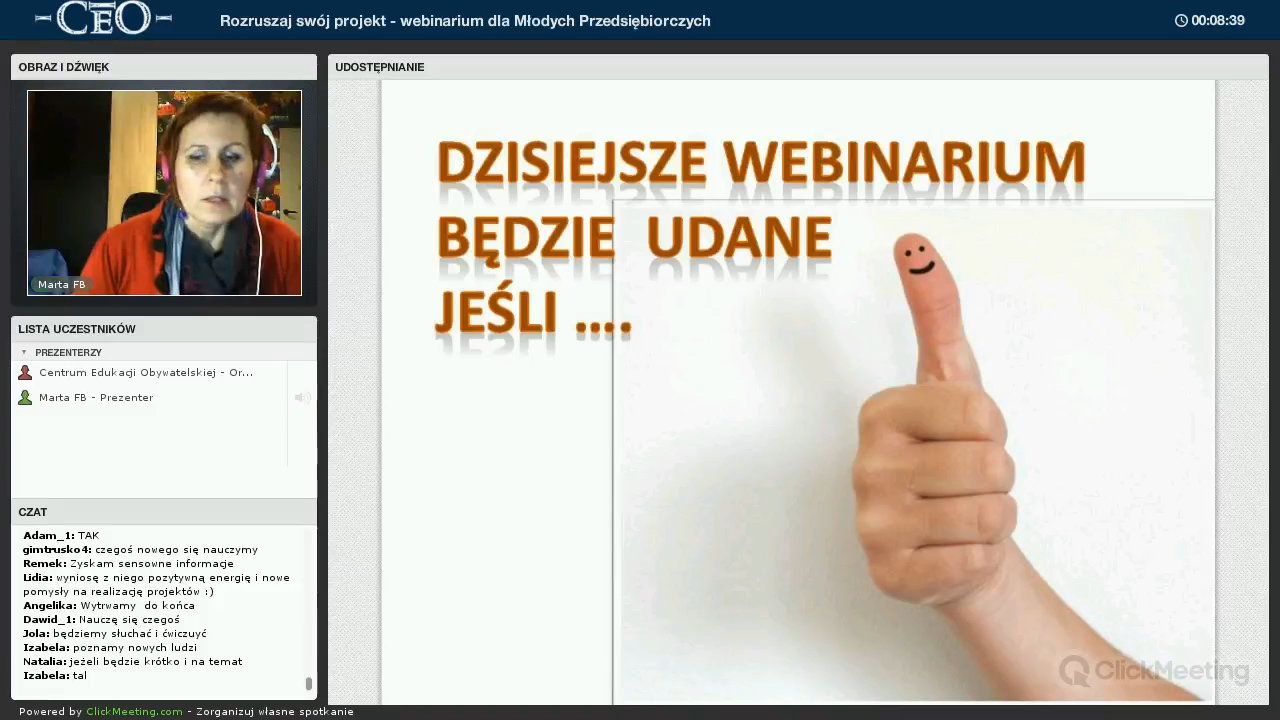 CEO
Rozruszaj swój projekt - webinarium dla Młodych Przedsiębiorczych
00:08:39
OBRAZ I DŹWIĘK
Marta FB
LISTA UCZESTNIKÓW
PREZENTERZY
Centrum Edukacji Obywatelskiej - Or...
Marta FB - Prezenter
CZAT
Adam_1: TAK
gimtrusko4: czegoś nowego się nauczymy
Remek: Zyskam sensowne informacje
Lidia: wyniosę z niego pozytywną energię i nowe
pomysły na realizację projektów :)
Angelika: Wytrwamy do końca
Dawid_1: Nauczę się czegoś
Jola: będziemy słuchać i ćwiczyć
Izabela: poznamy nowych ludzi
Natalia: jeżeli będzie krótko i na temat
Izabela: tal
UDOSTĘPNIANIE
DZISIEJSZE WEBINARIUM
BĘDZIE UDANE
JEŚLI ....
ClickMeeting
Powered by ClickMeeting.com - Zorganizuj własne spotkanie